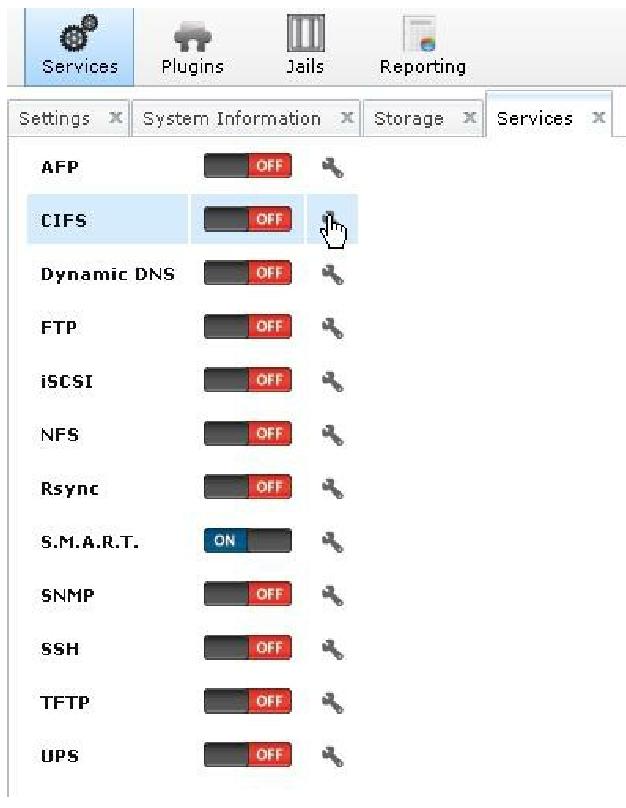 Services Plugins Jails Reporting
Settings x System Information x Storage x Services x
AFP OFF
CIFS OFF
Dynamic DNS OFF
FTP OFF
iSCSI OFF
NFS OFF
Rsync OFF
S.M.A.R.T. ON
SNMP OFF
SSH OFF
TFTP OFF
UPS OFF